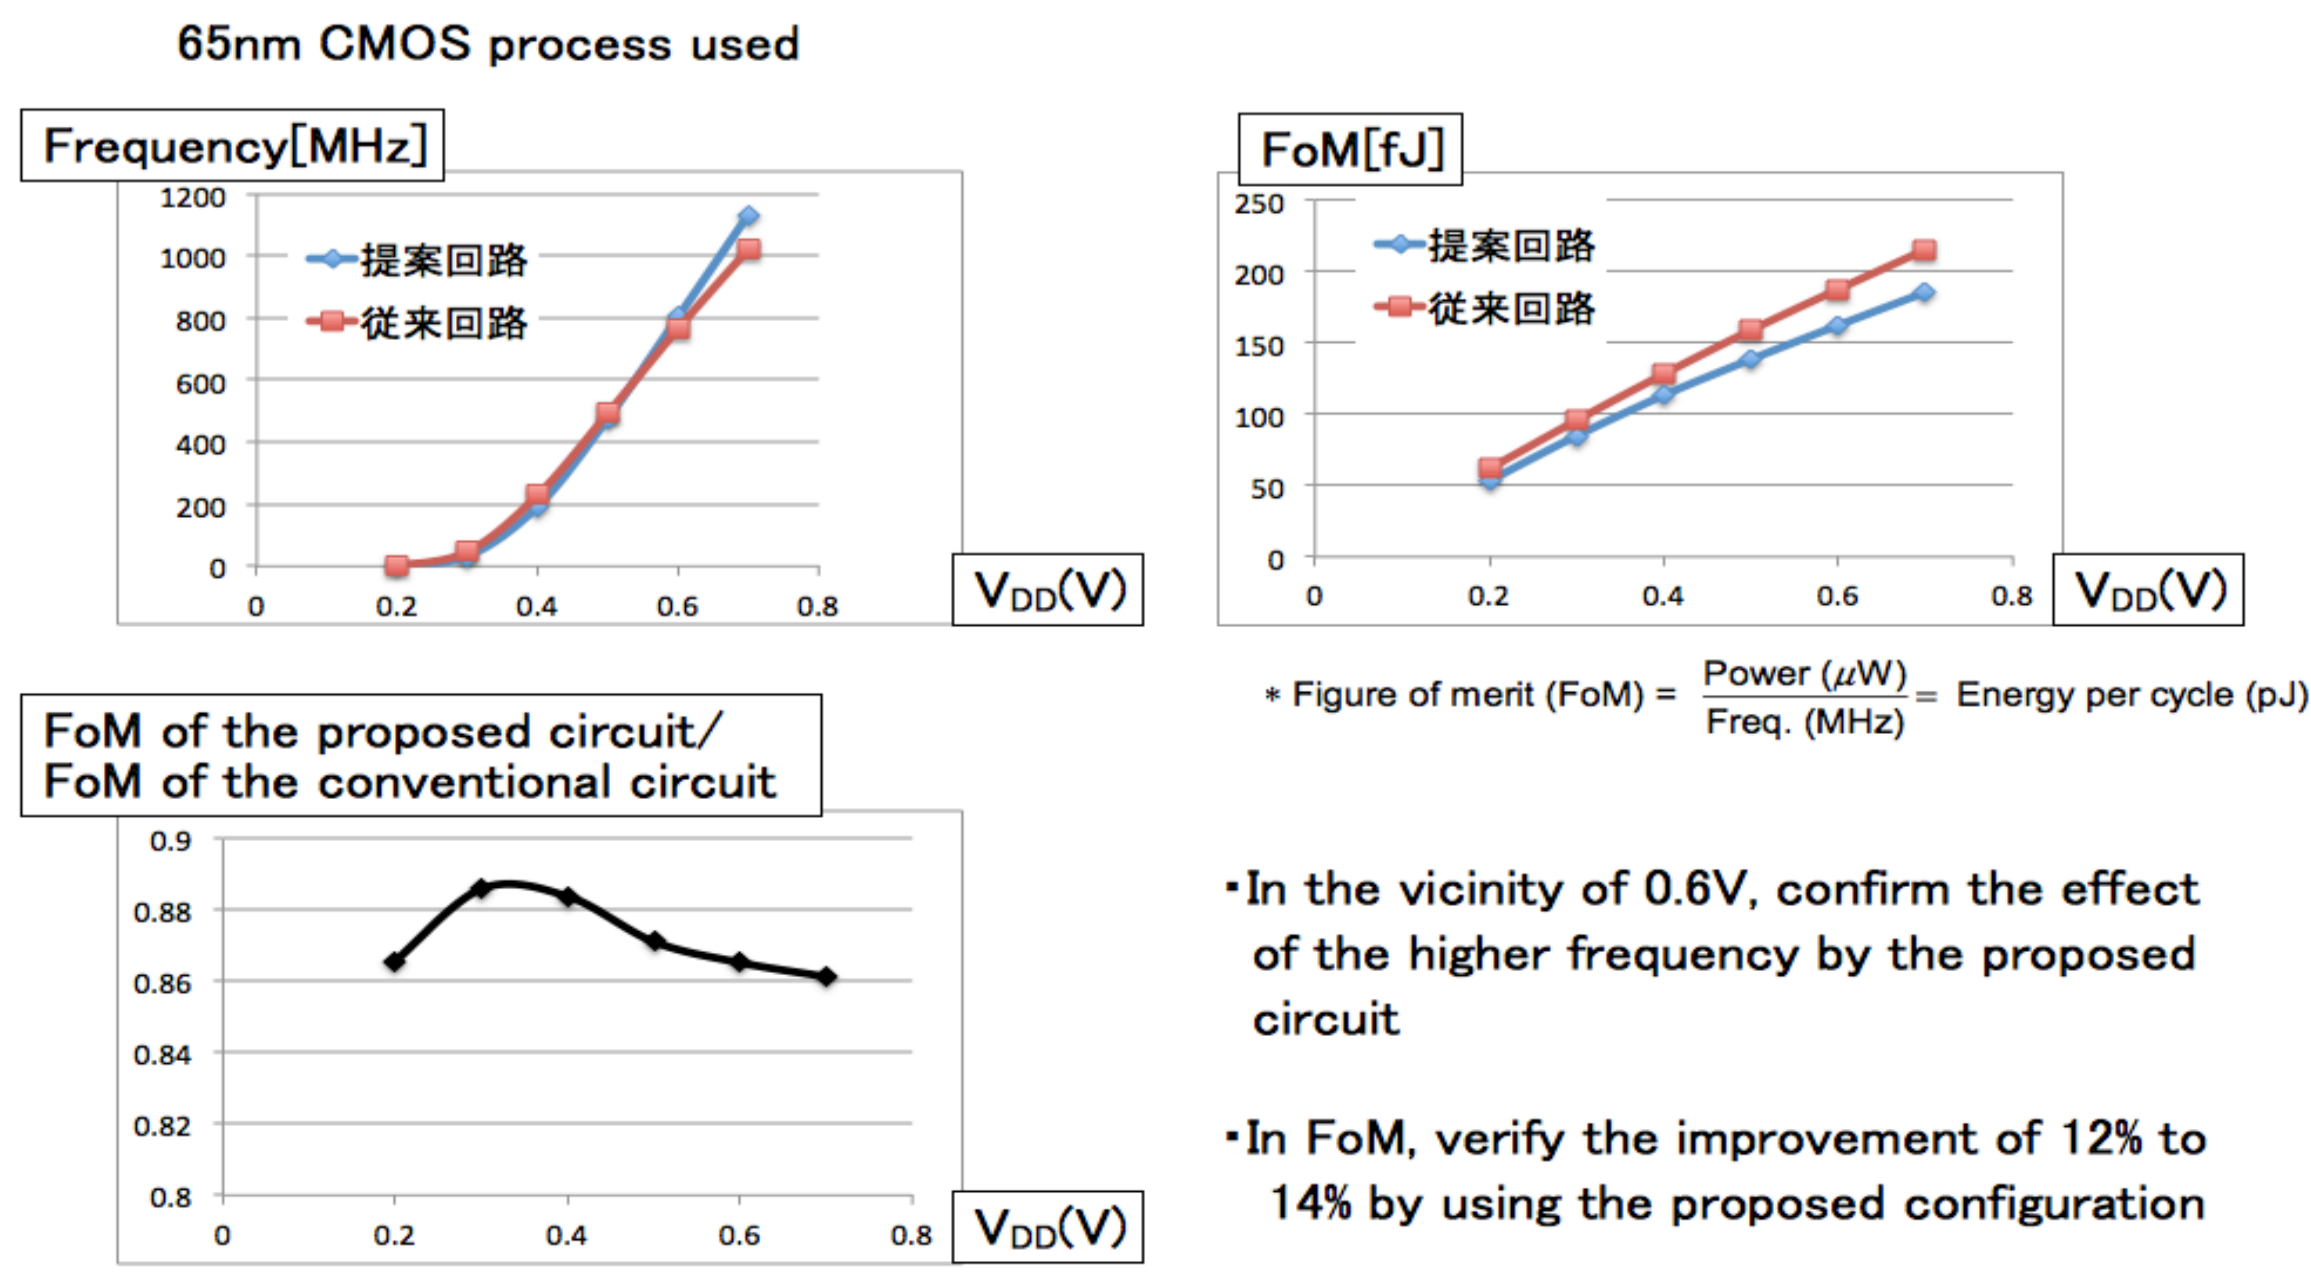 65nm CMOS process used
Frequency[MHz]
1200
1000
800
600
400
200
0
提案回路
従来回路
0 0.2 0.4 0.6 0.8
VDD(V)
FoM[fJ]
250
200
150
100
50
0
提案回路
従来回路
0 0.2 0.4 0.6 0.8
VDD(V)
* Figure of merit (FoM) = Power (μW) / Freq. (MHz) = Energy per cycle (pJ)
FoM of the proposed circuit/
FoM of the conventional circuit
0.9
0.88
0.86
0.84
0.82
0.8
0 0.2 0.4 0.6 0.8
VDD(V)
・In the vicinity of 0.6V, confirm the effect
of the higher frequency by the proposed
circuit
・In FoM, verify the improvement of 12% to
14% by using the proposed configuration